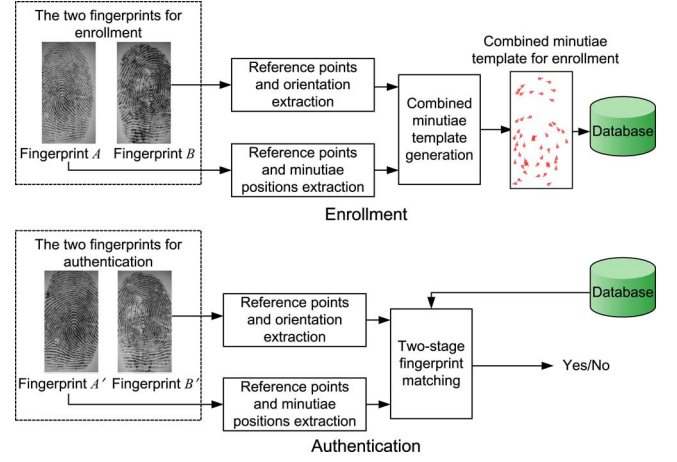 The two fingerprints for
enrollment
Fingerprint A
Fingerprint B
Reference points
and orientation
extraction
Reference points
and minutiae
positions extraction
Combined
minutiae
template
generation
Combined minutiae
template for enrollment
Database
Enrollment
The two fingerprints for
authentication
Fingerprint A′
Fingerprint B′
Reference points
and orientation
extraction
Reference points
and minutiae
positions extraction
Two-stage
fingerprint
matching
Database
Yes/No
Authentication